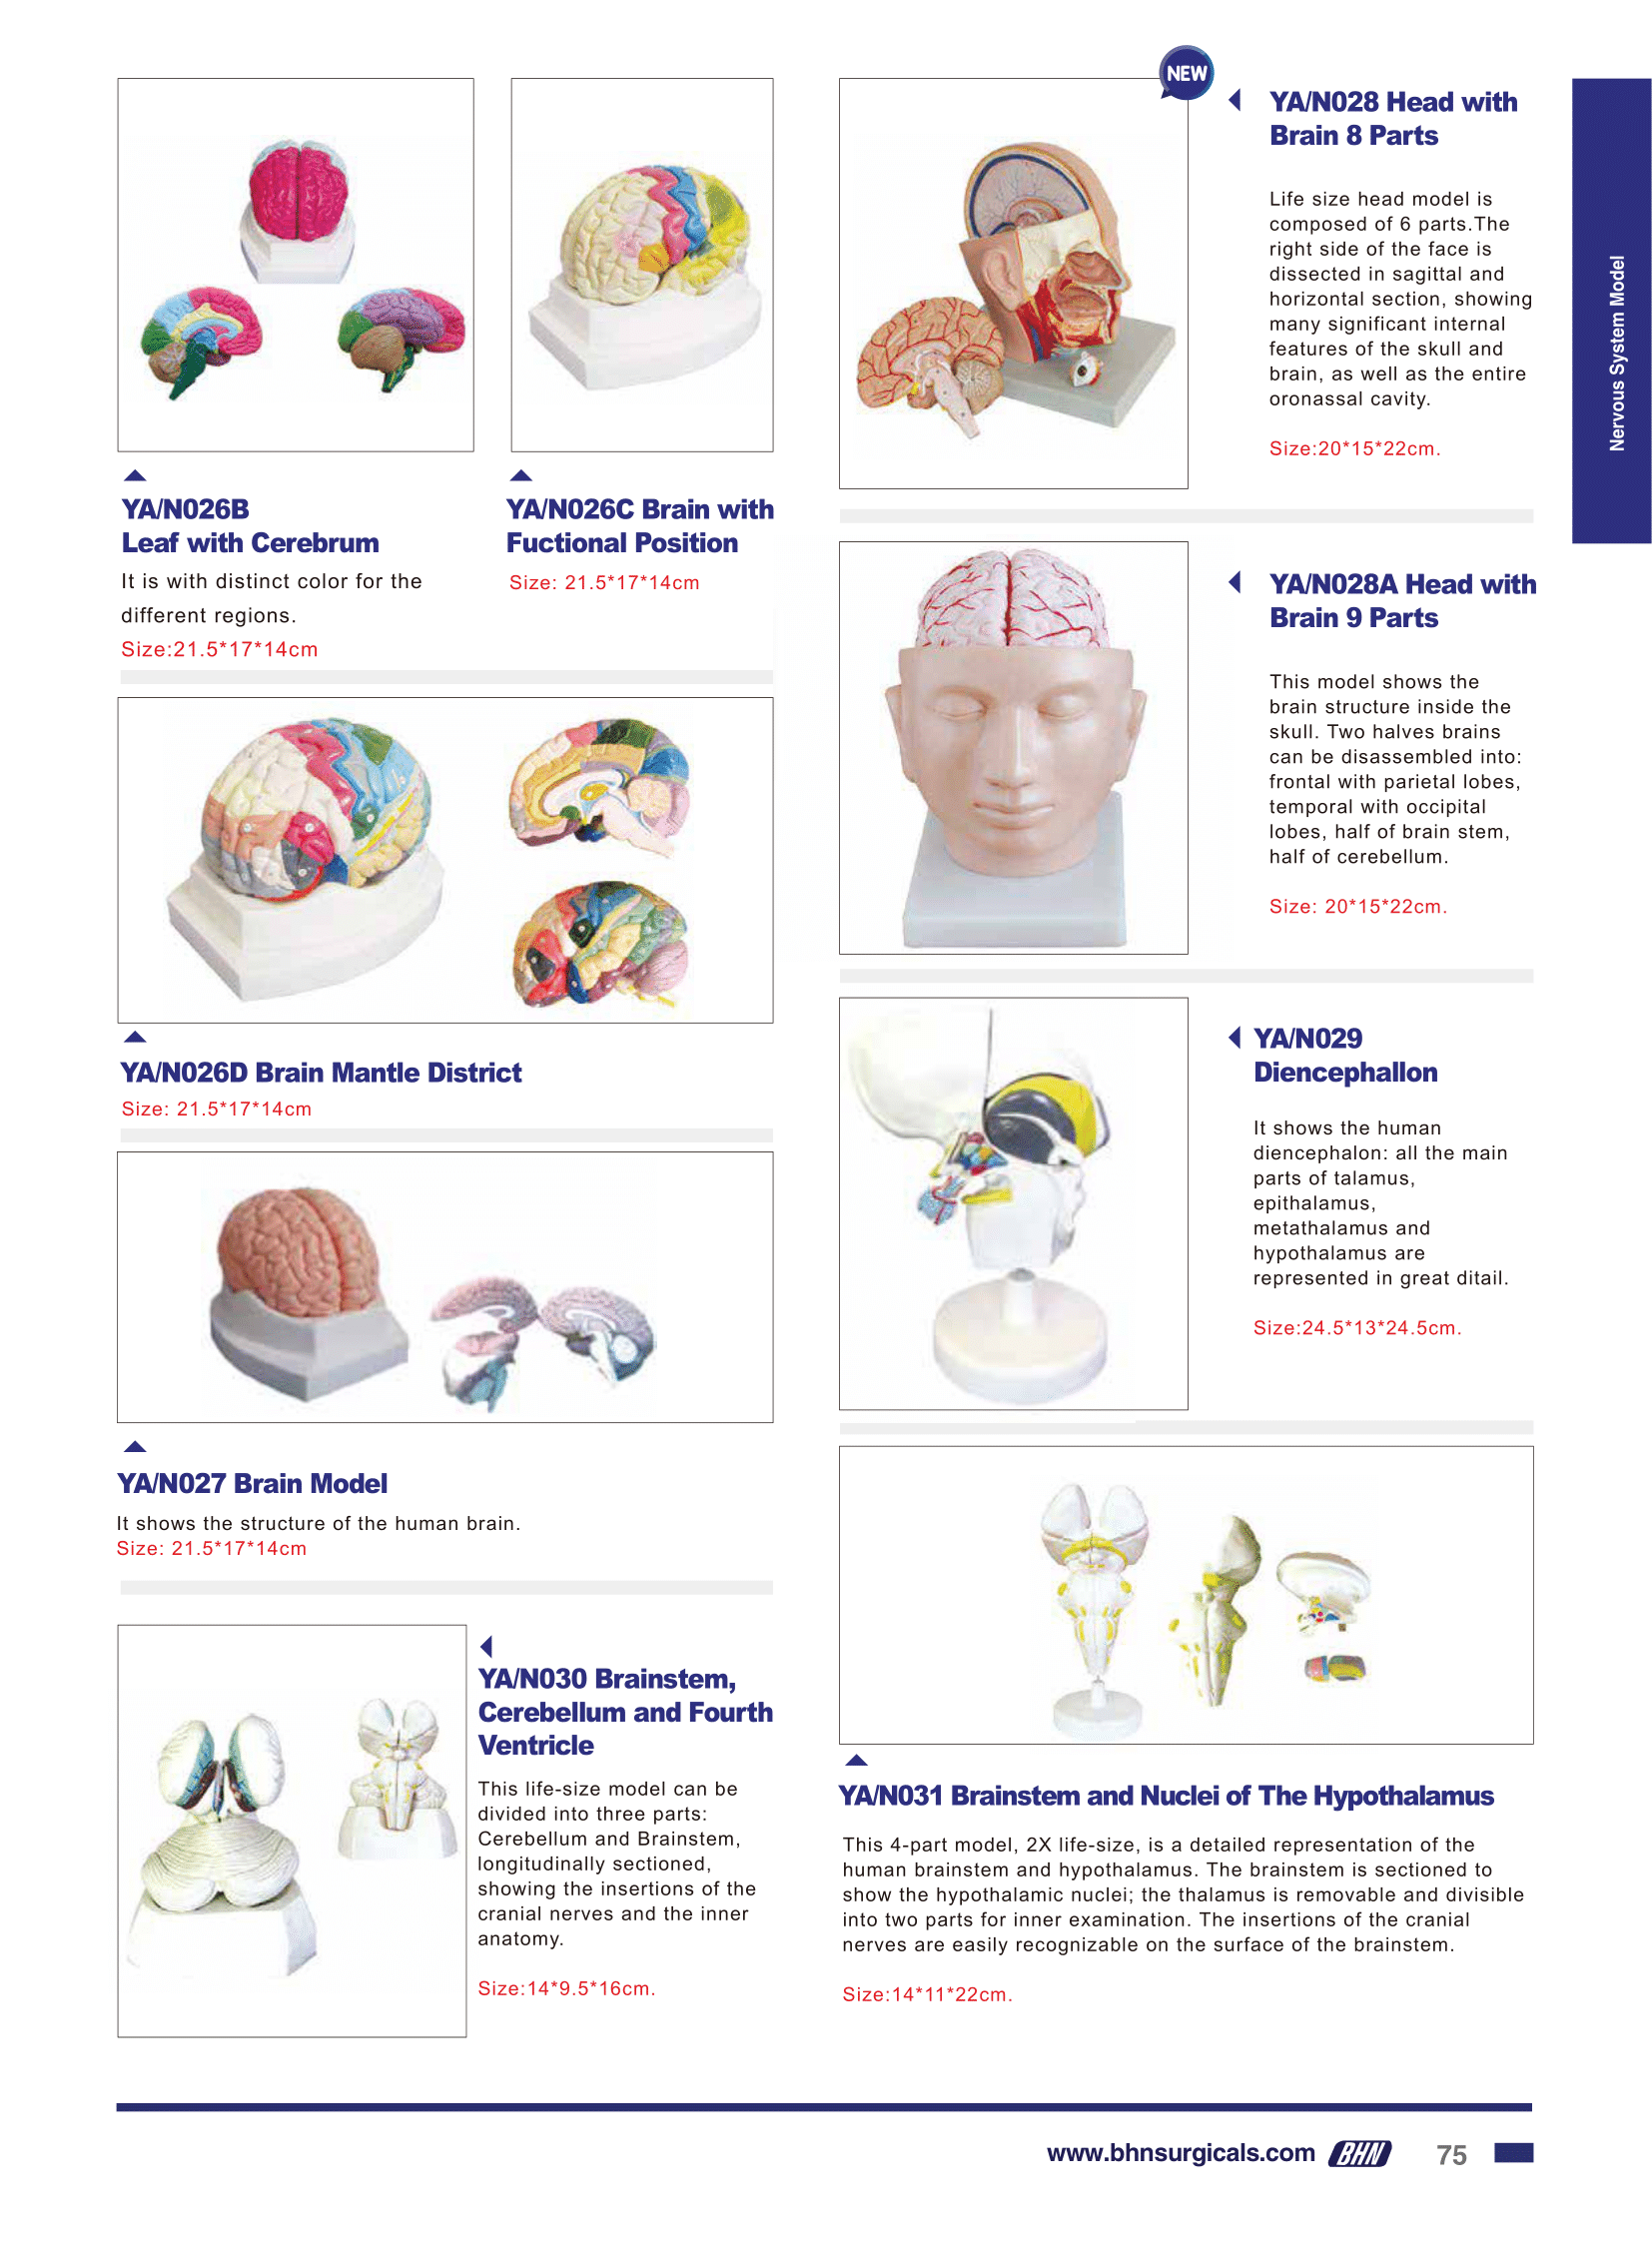 NEW
YA/N026B
Leaf with Cerebrum
It is with distinct color for the
different regions.
Size:21.5*17*14cm
YA/N026C Brain with
Fuctional Position
Size: 21.5*17*14cm
YA/N026D Brain Mantle District
Size: 21.5*17*14cm
YA/N027 Brain Model
It shows the structure of the human brain.
Size: 21.5*17*14cm
YA/N030 Brainstem,
Cerebellum and Fourth
Ventricle
This life-size model can be
divided into three parts:
Cerebellum and Brainstem,
longitudinally sectioned,
showing the insertions of the
cranial nerves and the inner
anatomy.
Size:14*9.5*16cm.
YA/N028 Head with
Brain 8 Parts
Life size head model is
composed of 6 parts.The
right side of the face is
dissected in sagittal and
horizontal section, showing
many significant internal
features of the skull and
brain, as well as the entire
oronassal cavity.
Size:20*15*22cm.
YA/N028A Head with
Brain 9 Parts
This model shows the
brain structure inside the
skull. Two halves brains
can be disassembled into:
frontal with parietal lobes,
temporal with occipital
lobes, half of brain stem,
half of cerebellum.
Size: 20*15*22cm.
YA/N029
Diencephallon
It shows the human
diencephalon: all the main
parts of talamus,
epithalamus,
metathalamus and
hypothalamus are
represented in great ditail.
Size:24.5*13*24.5cm.
YA/N031 Brainstem and Nuclei of The Hypothalamus
This 4-part model, 2X life-size, is a detailed representation of the
human brainstem and hypothalamus. The brainstem is sectioned to
show the hypothalamic nuclei; the thalamus is removable and divisible
into two parts for inner examination. The insertions of the cranial
nerves are easily recognizable on the surface of the brainstem.
Size:14*11*22cm.
Nervous System Model
www.bhnsurgicals.com BHN 75